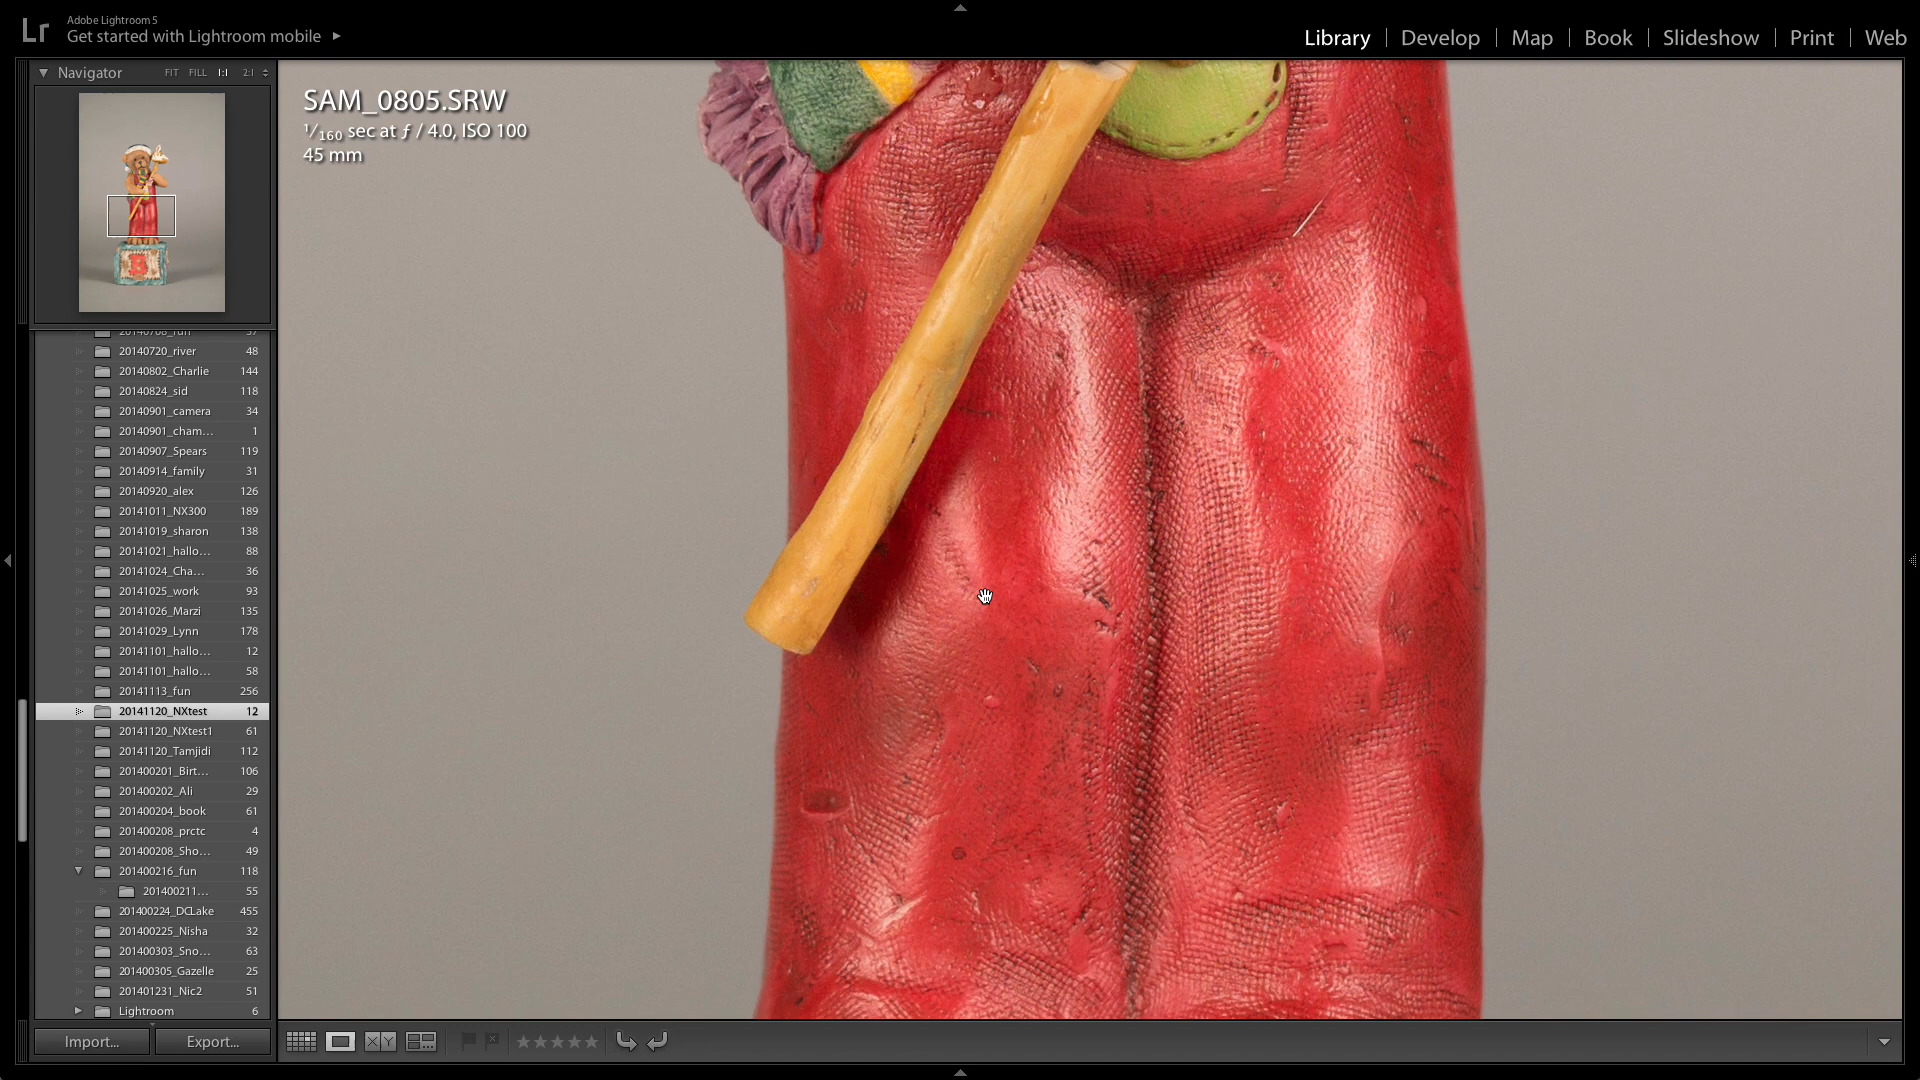 Adobe Lightroom 5
Get started with Lightroom mobile
Lr
Library | Develop | Map | Book | Slideshow | Print | Web
Navigator FIT FILL 1:1 2:1
SAM_0805.SRW
1/160 sec at ƒ / 4.0, ISO 100
45 mm
20140708_fun 37
20140720_river 48
20140802_Charlie 144
20140824_sid 118
20140901_camera 34
20140901_cham... 1
20140907_Spears 119
20140914_family 31
20140920_alex 126
20141011_NX300 189
20141019_sharon 138
20141021_hallo... 88
20141024_Cha... 36
20141025_work 93
20141026_Marzi 135
20141029_Lynn 178
20141101_hallo... 12
20141101_hallo... 58
20141113_fun 256
20141120_NXtest 12
20141120_NXtest1 61
20141120_Tamjidi 112
201400201_Birt... 106
201400202_Ali 29
201400204_book 61
201400208_prctc 4
201400208_Sho... 49
201400216_fun 118
201400211... 55
201400224_DCLake 455
201400225_Nisha 32
201400303_Sno... 63
201400305_Gazelle 25
201401231_Nic2 51
Lightroom 6
Import... Export...
XY